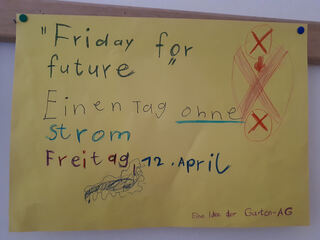 "Friday for
future"
Einen Tag ohne
Strom
Freitag, 12. April
Eine Idee der Garten-AG